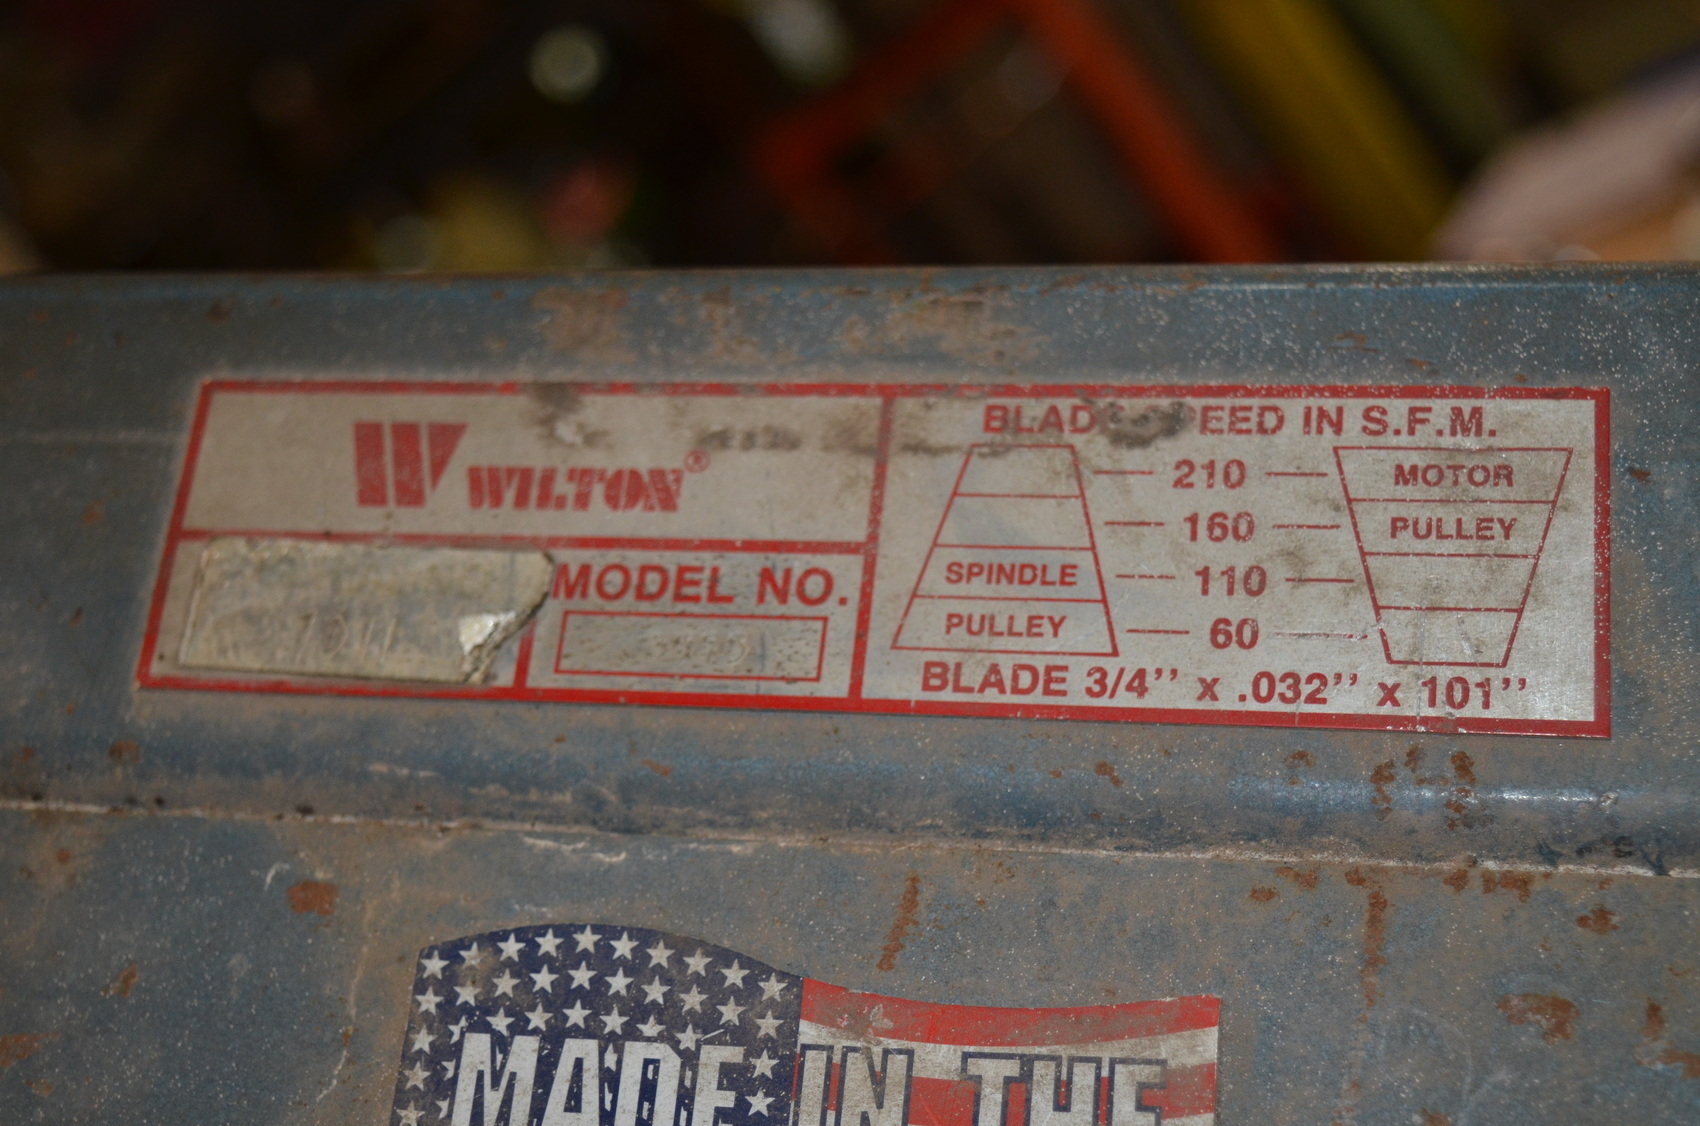 W WILTON®
MODEL NO.
BLADE SPEED IN S.F.M.
210 MOTOR
160 PULLEY
SPINDLE 110
PULLEY 60
BLADE 3/4" x .032" x 101"
MADE IN THE